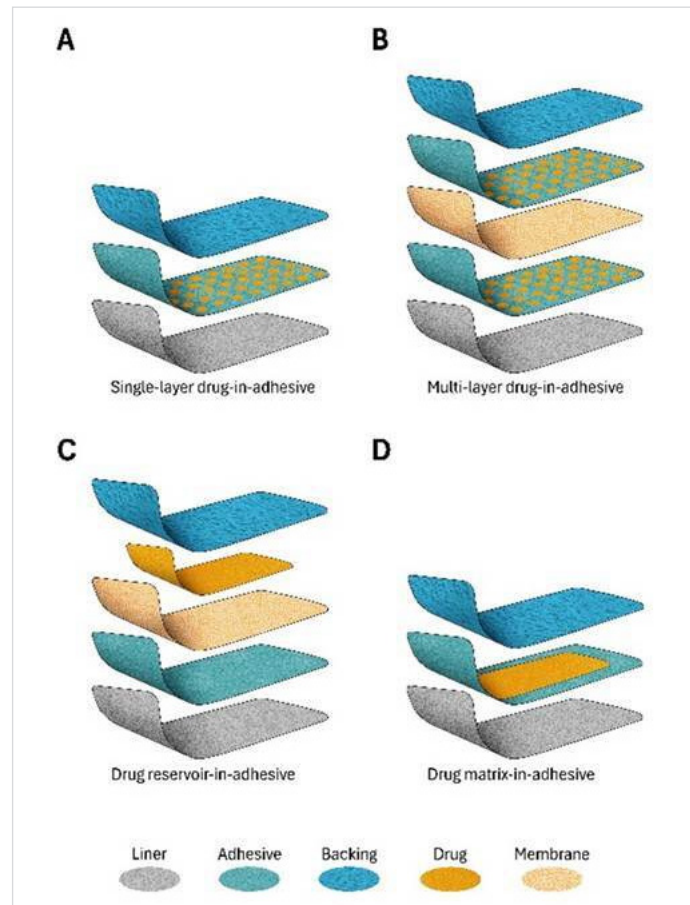 A
B
Single-layer drug-in-adhesive
Multi-layer drug-in-adhesive
C
D
Drug reservoir-in-adhesive
Drug matrix-in-adhesive
Liner Adhesive Backing Drug Membrane